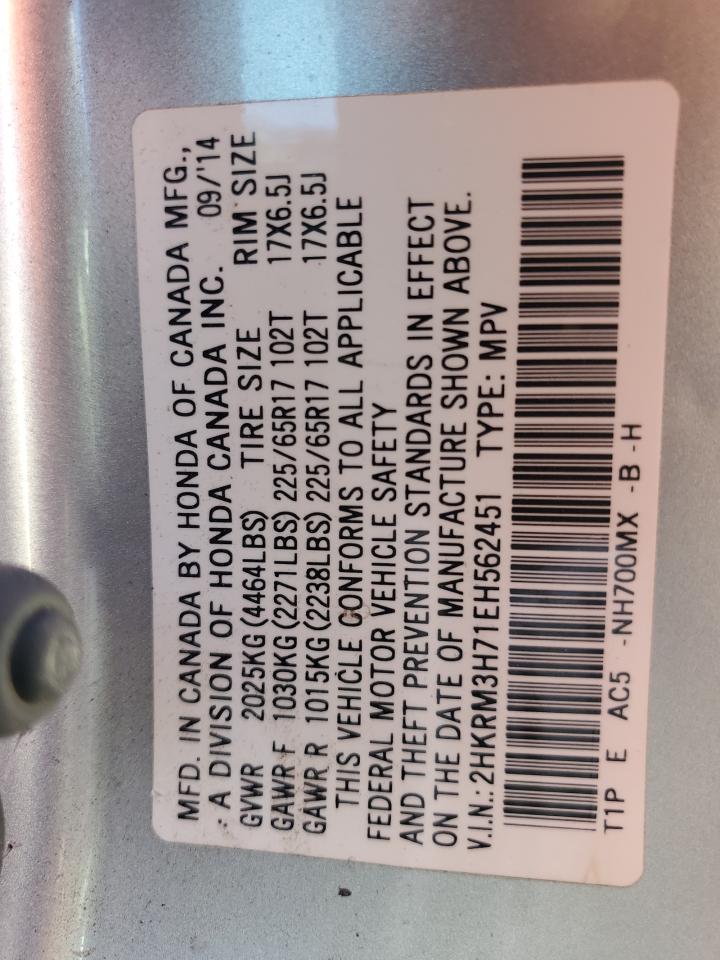 MFD. IN CANADA BY HONDA OF CANADA MFG.,
A DIVISION OF HONDA CANADA INC. 09/'14
GVWR 2025KG (4464LBS) TIRE SIZE RIM SIZE
GAWR F 1030KG (2271LBS) 225/65R17 102T 17X6.5J
GAWR R 1015KG (2238LBS) 225/65R17 102T 17X6.5J
THIS VEHICLE CONFORMS TO ALL APPLICABLE
FEDERAL MOTOR VEHICLE SAFETY
AND THEFT PREVENTION STANDARDS IN EFFECT
ON THE DATE OF MANUFACTURE SHOWN ABOVE.
V.I.N.: 2HKRM3H71EH562451 TYPE: MPV
T1P E AC5 -NH700MX -B -H